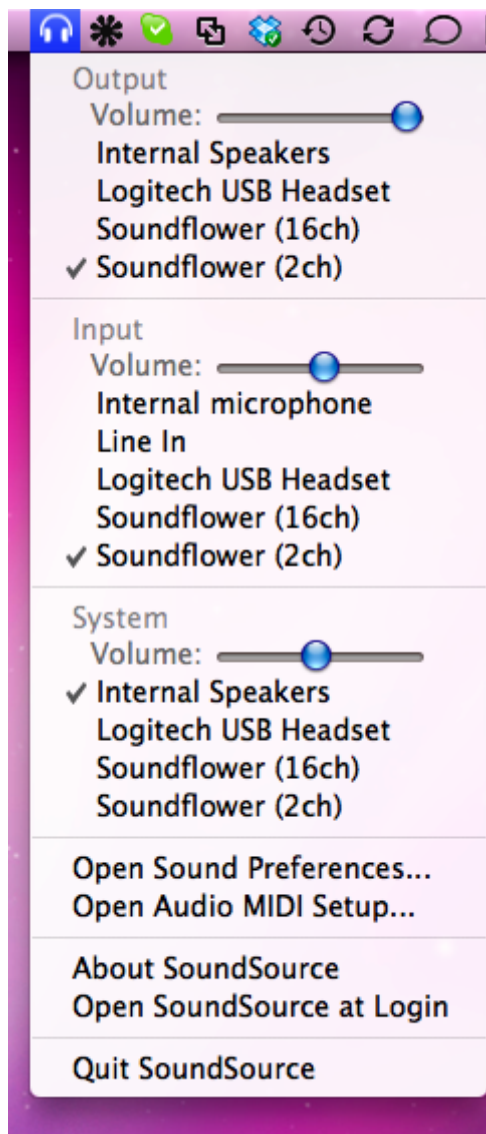 Output
Volume:
Internal Speakers
Logitech USB Headset
Soundflower (16ch)
✓ Soundflower (2ch)
Input
Volume:
Internal microphone
Line In
Logitech USB Headset
Soundflower (16ch)
✓ Soundflower (2ch)
System
Volume:
✓ Internal Speakers
Logitech USB Headset
Soundflower (16ch)
Soundflower (2ch)
Open Sound Preferences...
Open Audio MIDI Setup...
About SoundSource
Open SoundSource at Login
Quit SoundSource